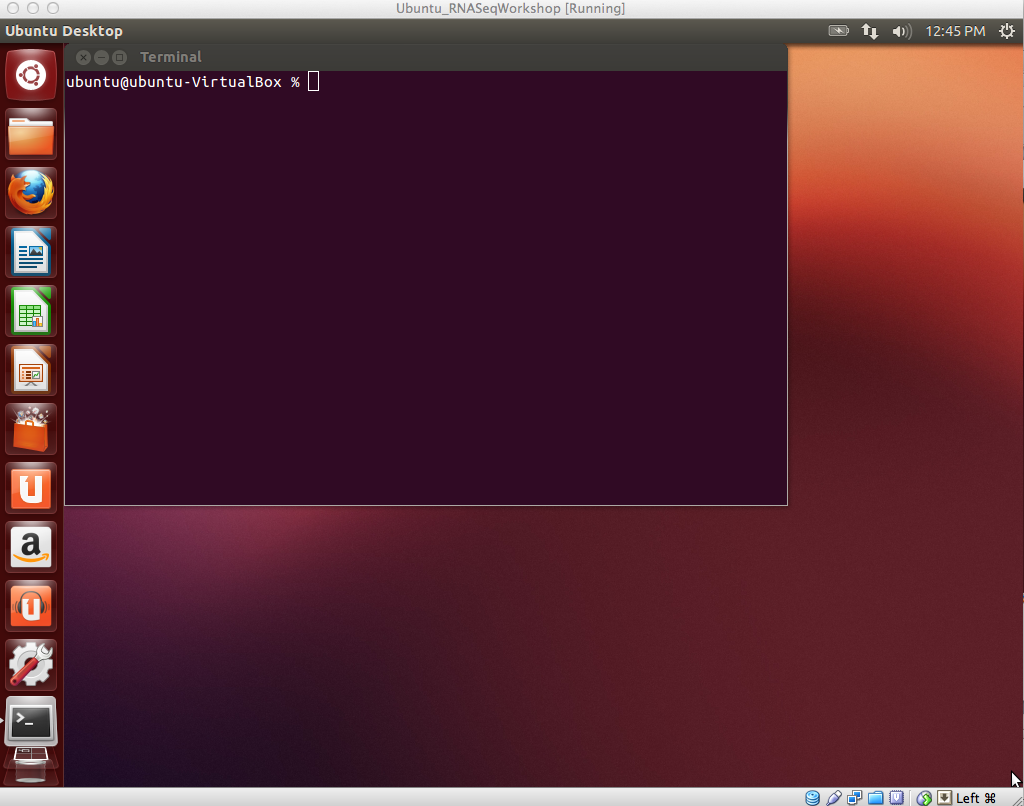 Ubuntu_RNASeqWorkshop [Running]
Ubuntu Desktop
12:45 PM
Terminal
ubuntu@ubuntu-VirtualBox %
U
a
U
>_
Left ⌘